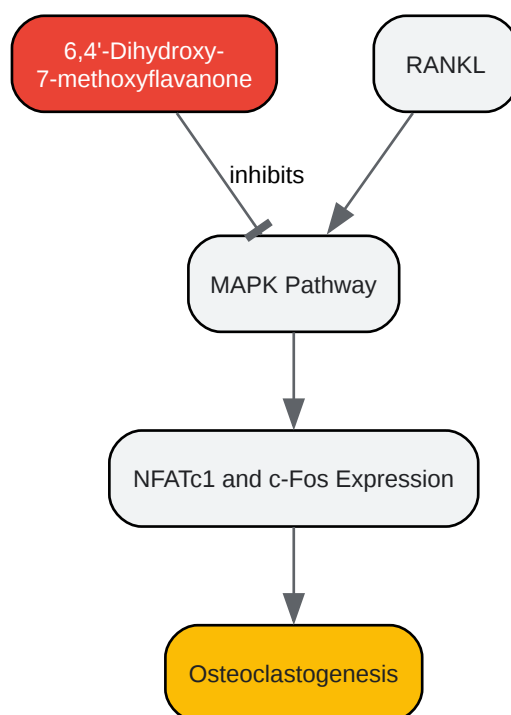 6,4'-Dihydroxy-
7-methoxyflavanone
RANKL
inhibits
MAPK Pathway
NFATc1 and c-Fos Expression
Osteoclastogenesis